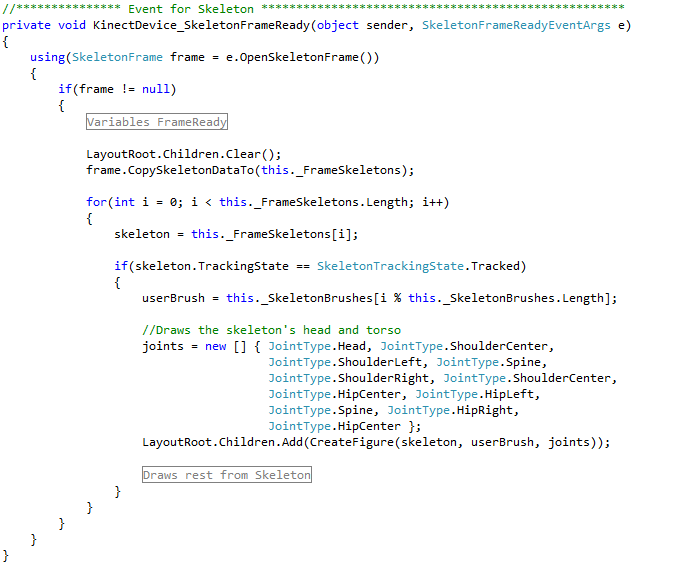 //*************** Event for Skeleton ****************************************************
private void KinectDevice_SkeletonFrameReady(object sender, SkeletonFrameReadyEventArgs e)
{
    using(SkeletonFrame frame = e.OpenSkeletonFrame())
    {
        if(frame != null)
        {
            Variables FrameReady

            LayoutRoot.Children.Clear();
            frame.CopySkeletonDataTo(this._FrameSkeletons);

            for(int i = 0; i < this._FrameSkeletons.Length; i++)
            {
                skeleton = this._FrameSkeletons[i];

                if(skeleton.TrackingState == SkeletonTrackingState.Tracked)
                {
                    userBrush = this._SkeletonBrushes[i % this._SkeletonBrushes.Length];

                    //Draws the skeleton's head and torso
                    joints = new [] { JointType.Head, JointType.ShoulderCenter,
                                      JointType.ShoulderLeft, JointType.Spine,
                                      JointType.ShoulderRight, JointType.ShoulderCenter,
                                      JointType.HipCenter, JointType.HipLeft,
                                      JointType.Spine, JointType.HipRight,
                                      JointType.HipCenter };
                    LayoutRoot.Children.Add(CreateFigure(skeleton, userBrush, joints));

                    Draws rest from Skeleton
                }
            }
        }
    }
}